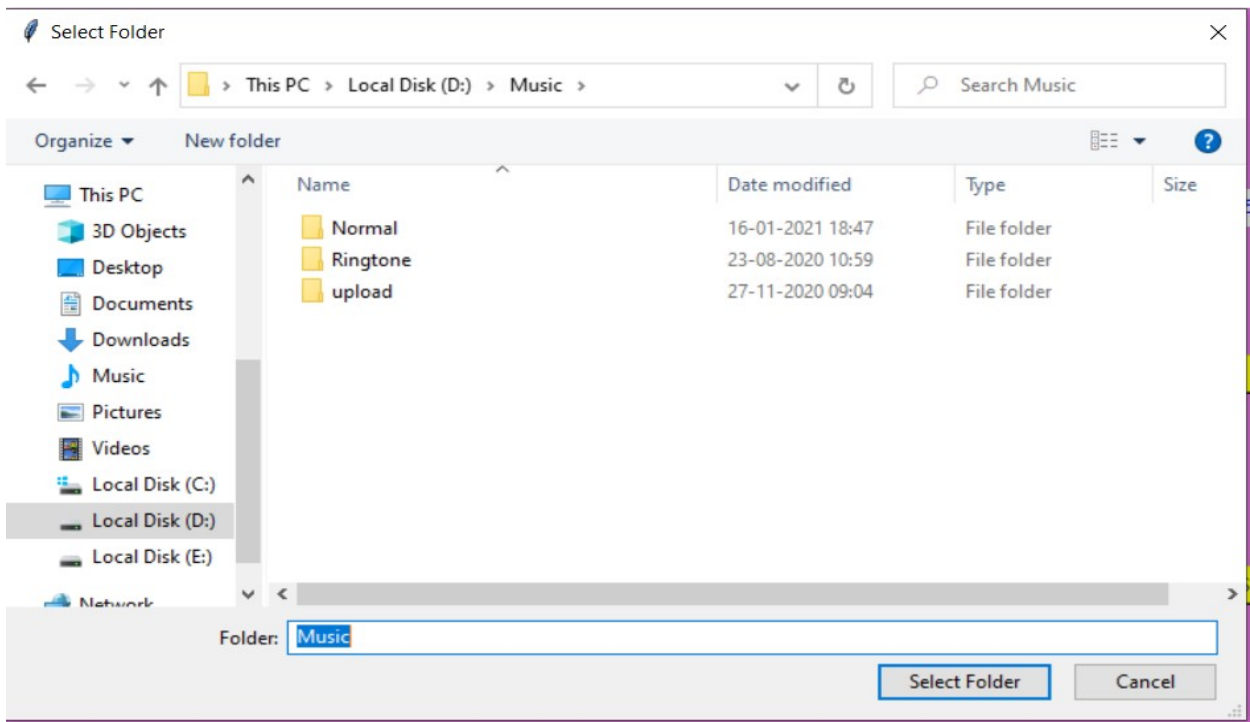 Select Folder
This PC > Local Disk (D:) > Music >
Search Music
Organize
New folder
?
This PC
3D Objects
Desktop
Documents
Downloads
Music
Pictures
Videos
Local Disk (C:)
Local Disk (D:)
Local Disk (E:)
Network
Name Date modified Type Size
Normal 16-01-2021 18:47 File folder
Ringtone 23-08-2020 10:59 File folder
upload 27-11-2020 09:04 File folder
Folder: Music
Select Folder Cancel